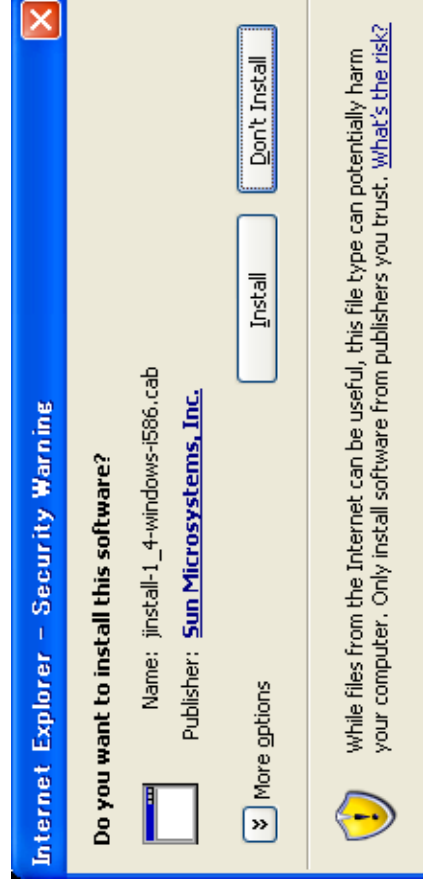 Internet Explorer - Security Warning
Do you want to install this software?
Name: jinstall-1_4-windows-i586.cab
Publisher: Sun Microsystems, Inc.
More options
Install
Don't Install
While files from the Internet can be useful, this file type can potentially harm
your computer. Only install software from publishers you trust. What's the risk?